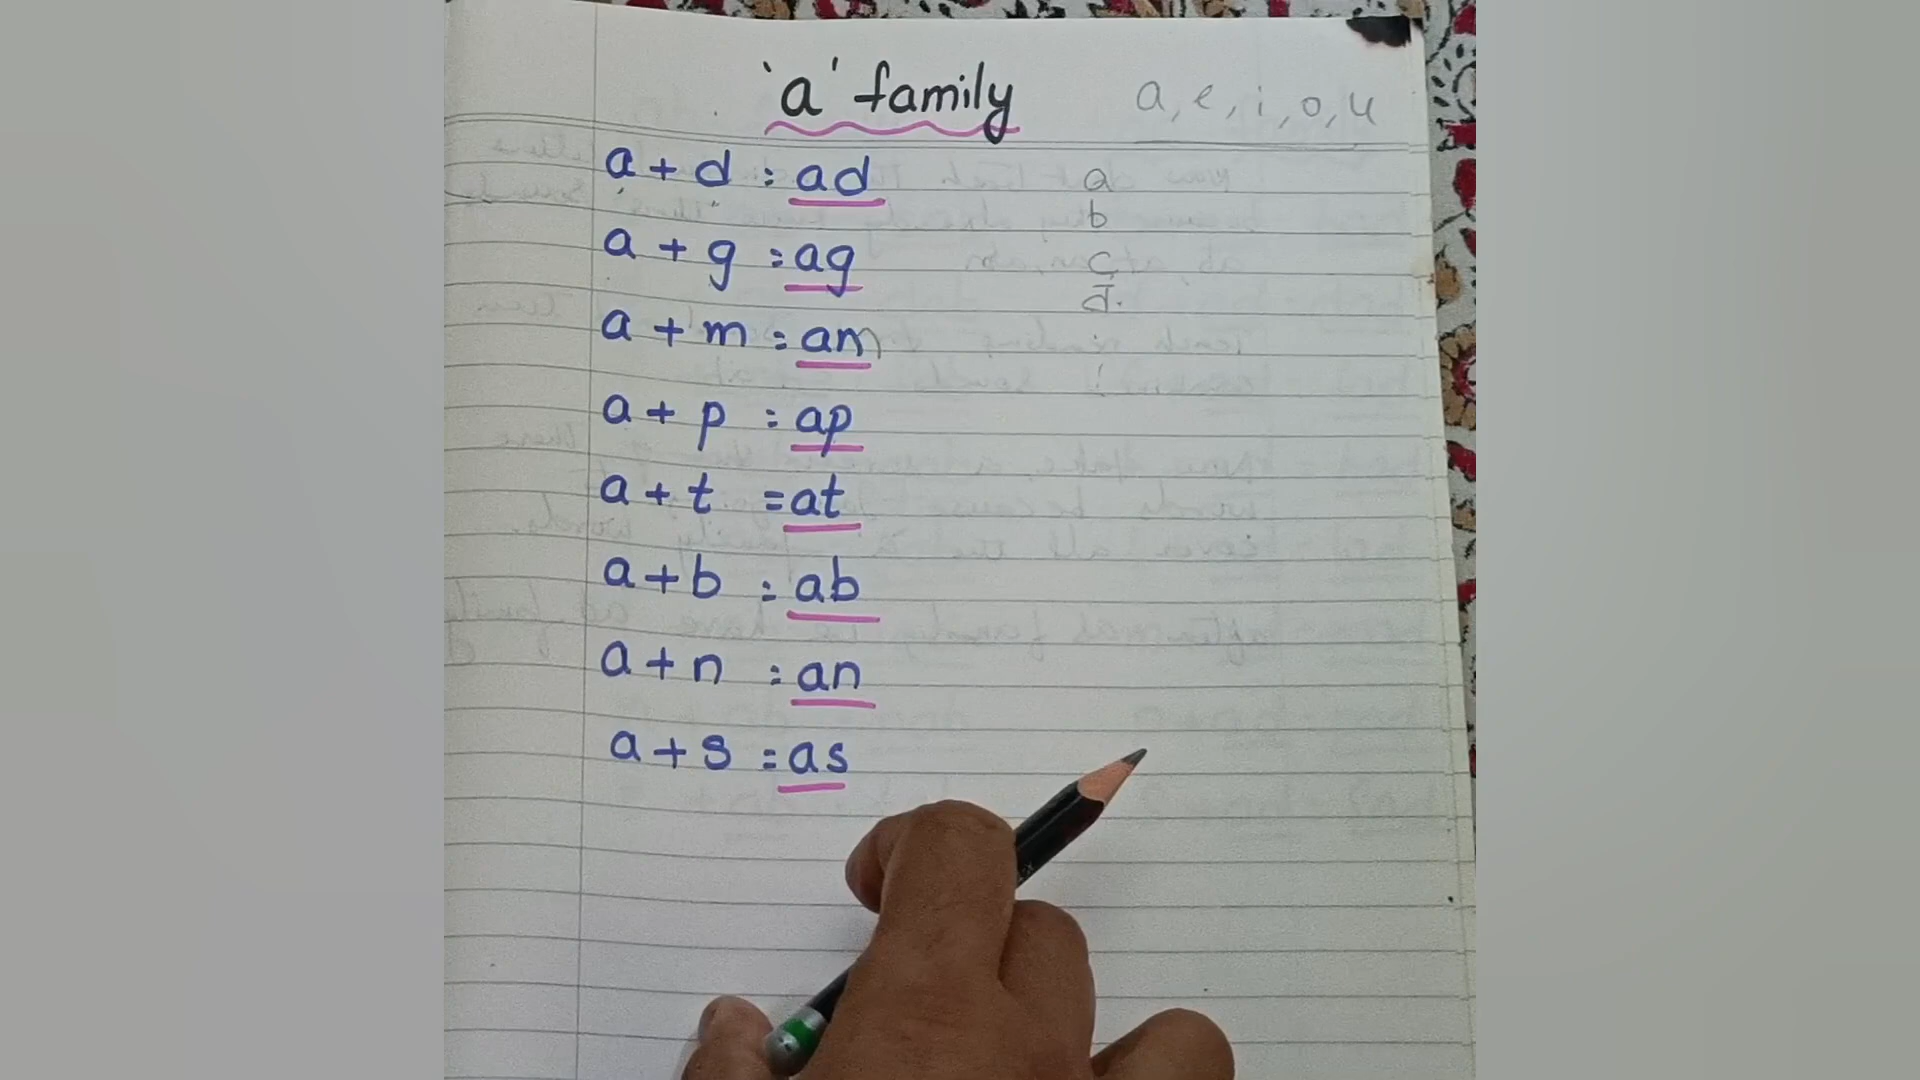 'a' family
a, e, i, o, u
a + d = ad
a + g = ag
a + m = am
a + p = ap
a + t = at
a + b = ab
a + n = an
a + s = as
a
b
c
d